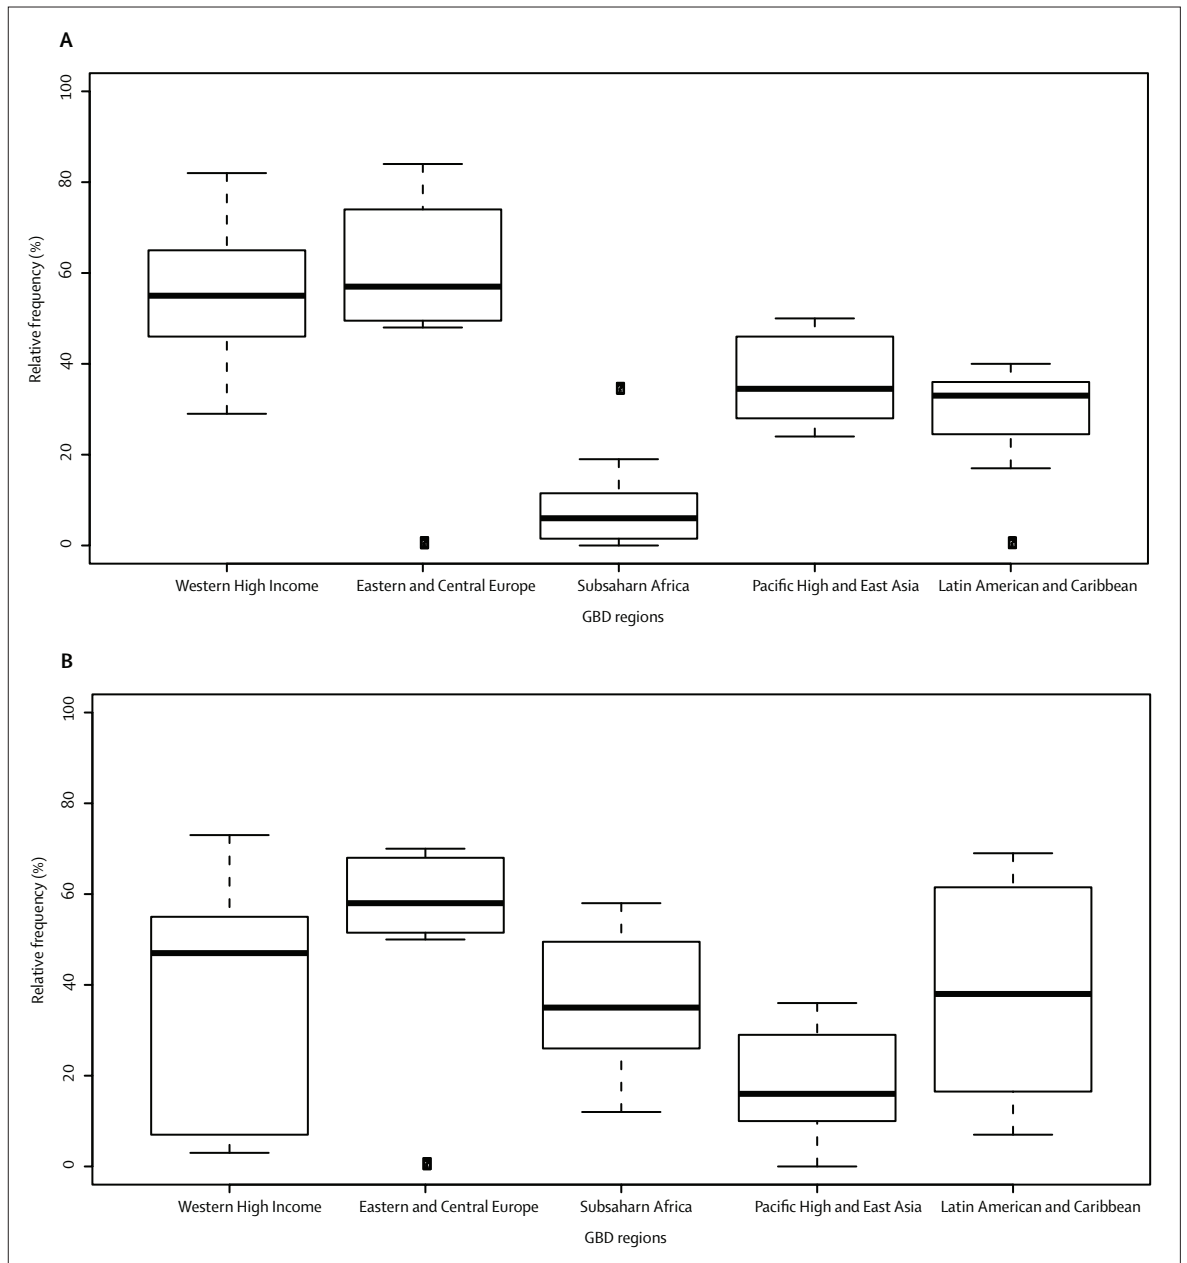 A
100
80
60
40
20
0
Relative frequency (%)
Western High Income Eastern and Central Europe Subsaharn Africa Pacific High and East Asia Latin American and Caribbean
GBD regions
B
100
80
60
40
20
0
Relative frequency (%)
Western High Income Eastern and Central Europe Subsaharn Africa Pacific High and East Asia Latin American and Caribbean
GBD regions